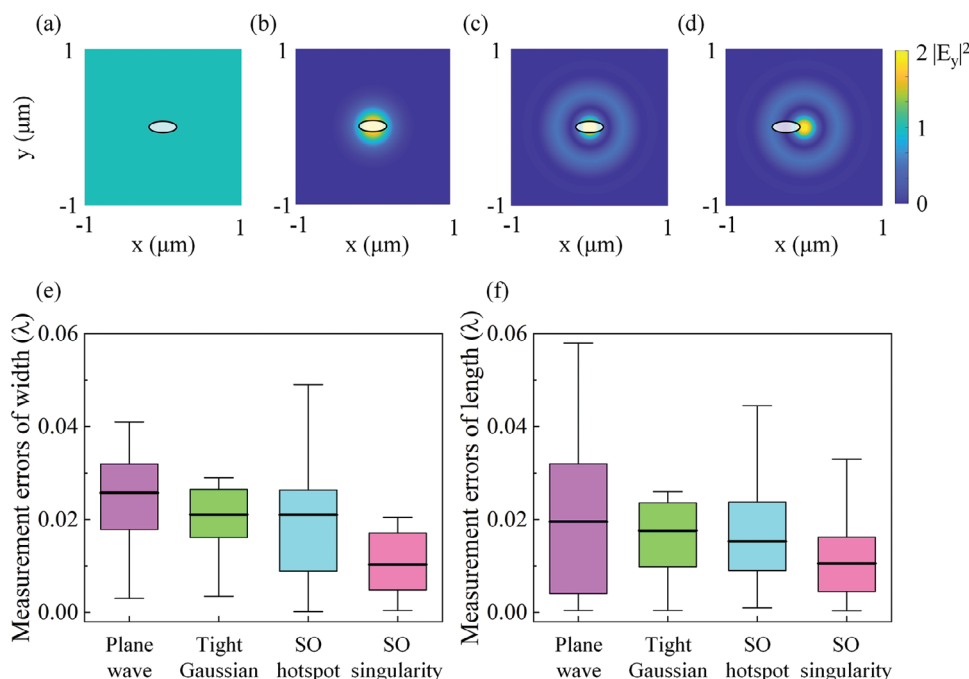 (a)
(b)
(c)
(d)
1
1
1
1
2 |E_y|^2
y (μm)
1
-1
-1
-1
-1
0
-1
1
-1
1
-1
1
-1
1
x (μm)
x (μm)
x (μm)
x (μm)
(e)
(f)
Measurement errors of width (λ)
0.06
0.04
0.02
0.00
Plane
wave
Tight
Gaussian
SO
hotspot
SO
singularity
Measurement errors of length (λ)
0.06
0.04
0.02
0.00
Plane
wave
Tight
Gaussian
SO
hotspot
SO
singularity